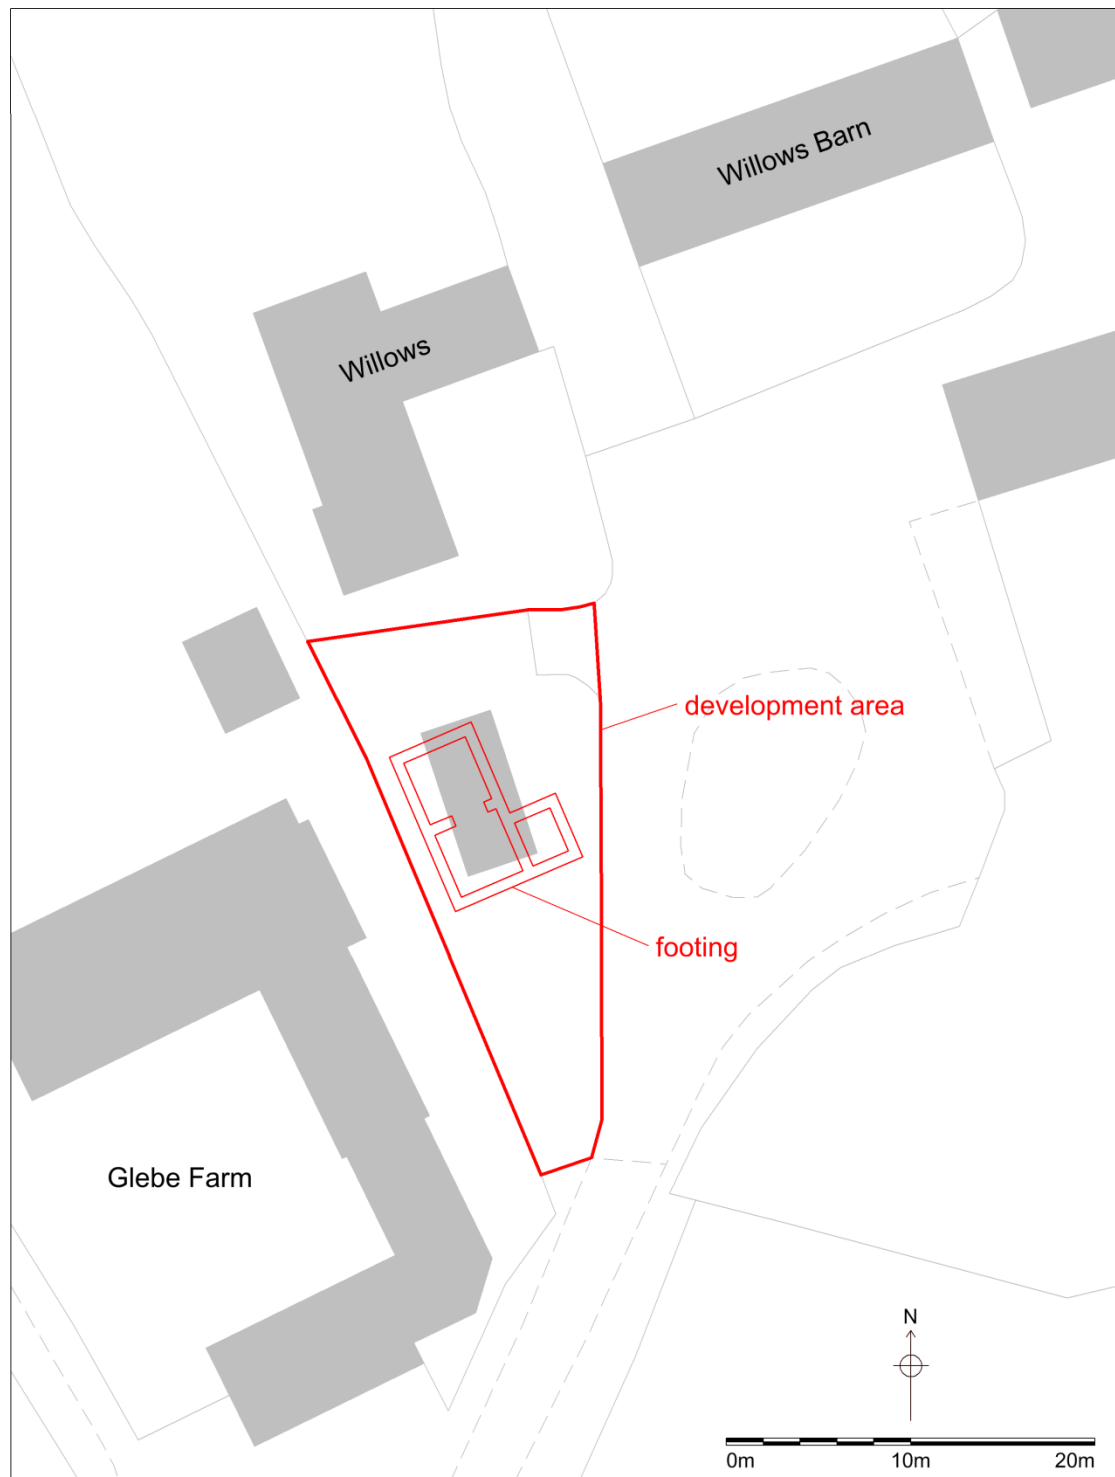 Willows Barn
Willows
development area
footing
Glebe Farm
N
0m 10m 20m